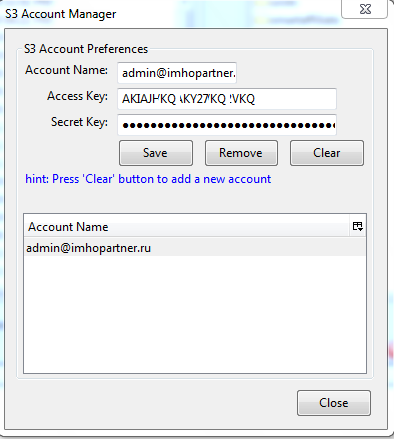 S3 Account Manager
S3 Account Preferences
Account Name: admin@imhopartner.
Access Key:
Secret Key: ●●●●●●●●●●●●●●●●●●●●●●●●●●●●●●●●●
Save Remove Clear
hint: Press 'Clear' button to add a new account
Account Name
admin@imhopartner.ru
Close